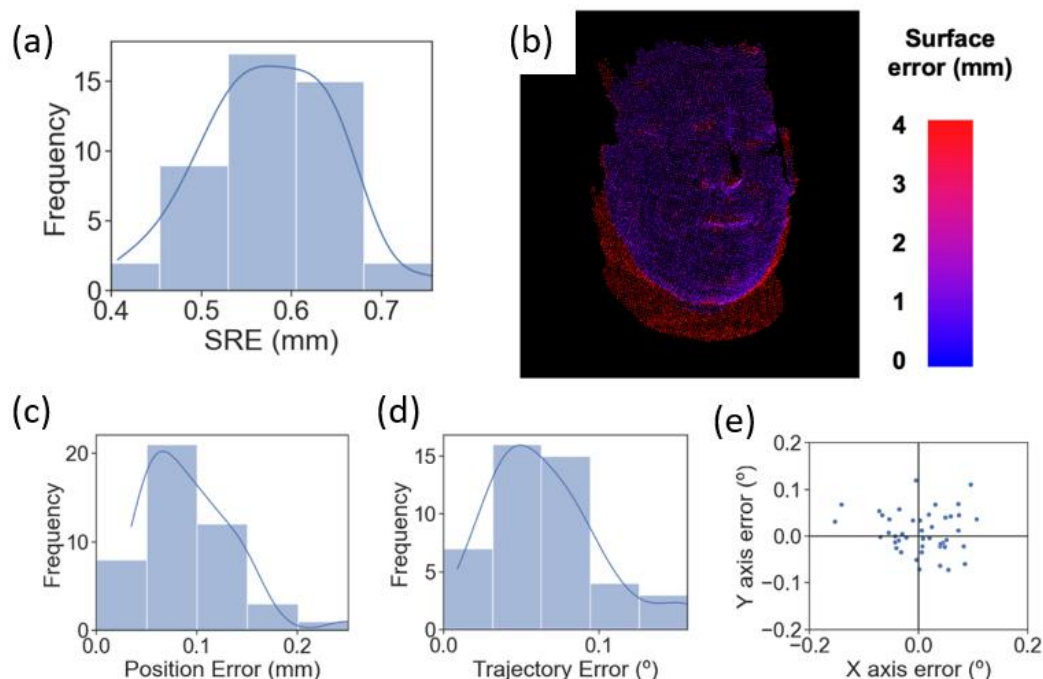 (a)
Frequency
15
10
5
0
0.4 0.5 0.6 0.7
SRE (mm)
(b)
Surface
error (mm)
4
3
2
1
0
(c)
Frequency
20
10
0
0.0 0.1 0.2
Position Error (mm)
(d)
Frequency
15
10
5
0
0.0 0.1
Trajectory Error (º)
(e)
Y axis error (º)
0.2
0.1
0.0
−0.1
−0.2
−0.2 0.0 0.2
X axis error (º)